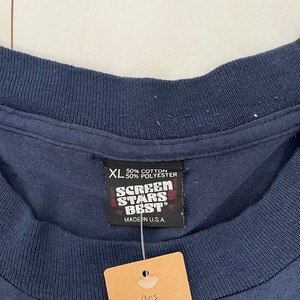 XL 50% COTTON
50% POLYESTER
SCREEN
STARS
BEST®
MADE IN U.S.A.